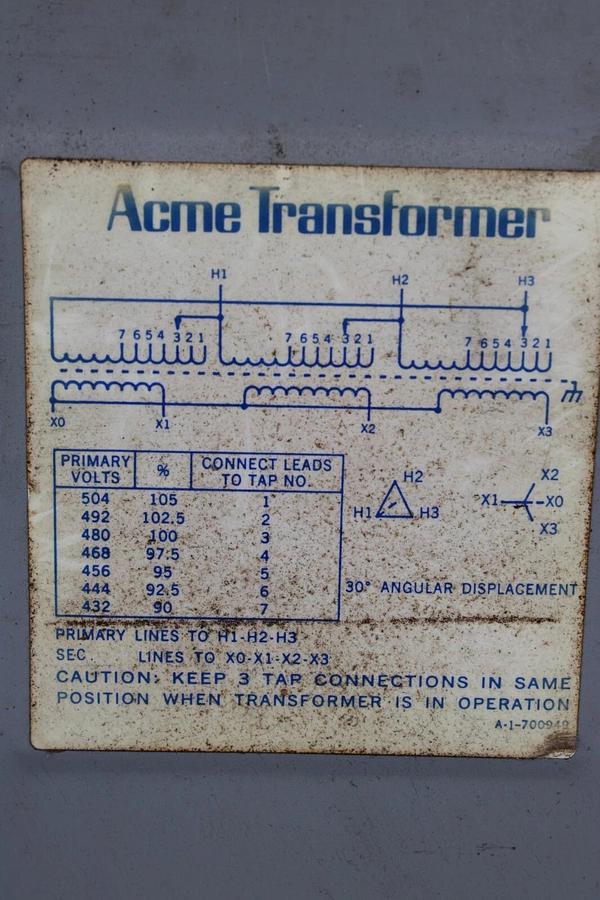 Acme Transformer
H1 H2 H3
7 6 5 4 3 2 1 7 6 5 4 3 2 1 7 6 5 4 3 2 1
X0 X1 X2 X3
PRIMARY VOLTS % CONNECT LEADS TO TAP NO.
504 105 1
492 102.5 2
480 100 3
468 97.5 4
456 95 5
444 92.5 6
432 90 7
H2
H1 H3
X2
X1 X0
X3
30° ANGULAR DISPLACEMENT
PRIMARY LINES TO H1-H2-H3
SEC. LINES TO X0-X1-X2-X3
CAUTION: KEEP 3 TAP CONNECTIONS IN SAME
POSITION WHEN TRANSFORMER IS IN OPERATION